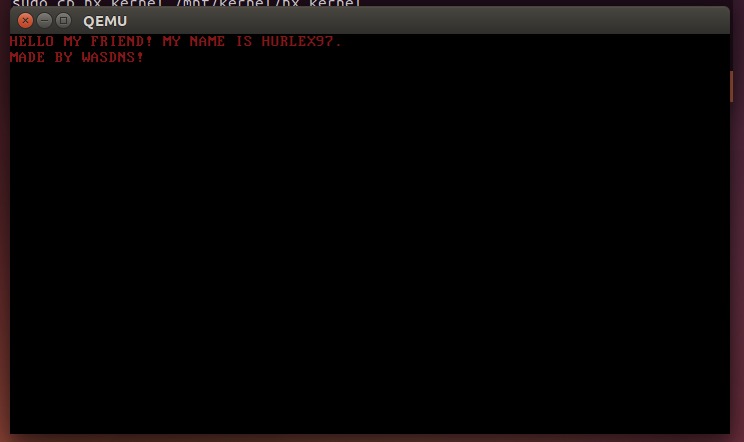 sudo cp hx_kernel /mnt/kernel/hx_kernel
QEMU
HELLO MY FRIEND! MY NAME IS HURLEX97.
MADE BY WASDNS!